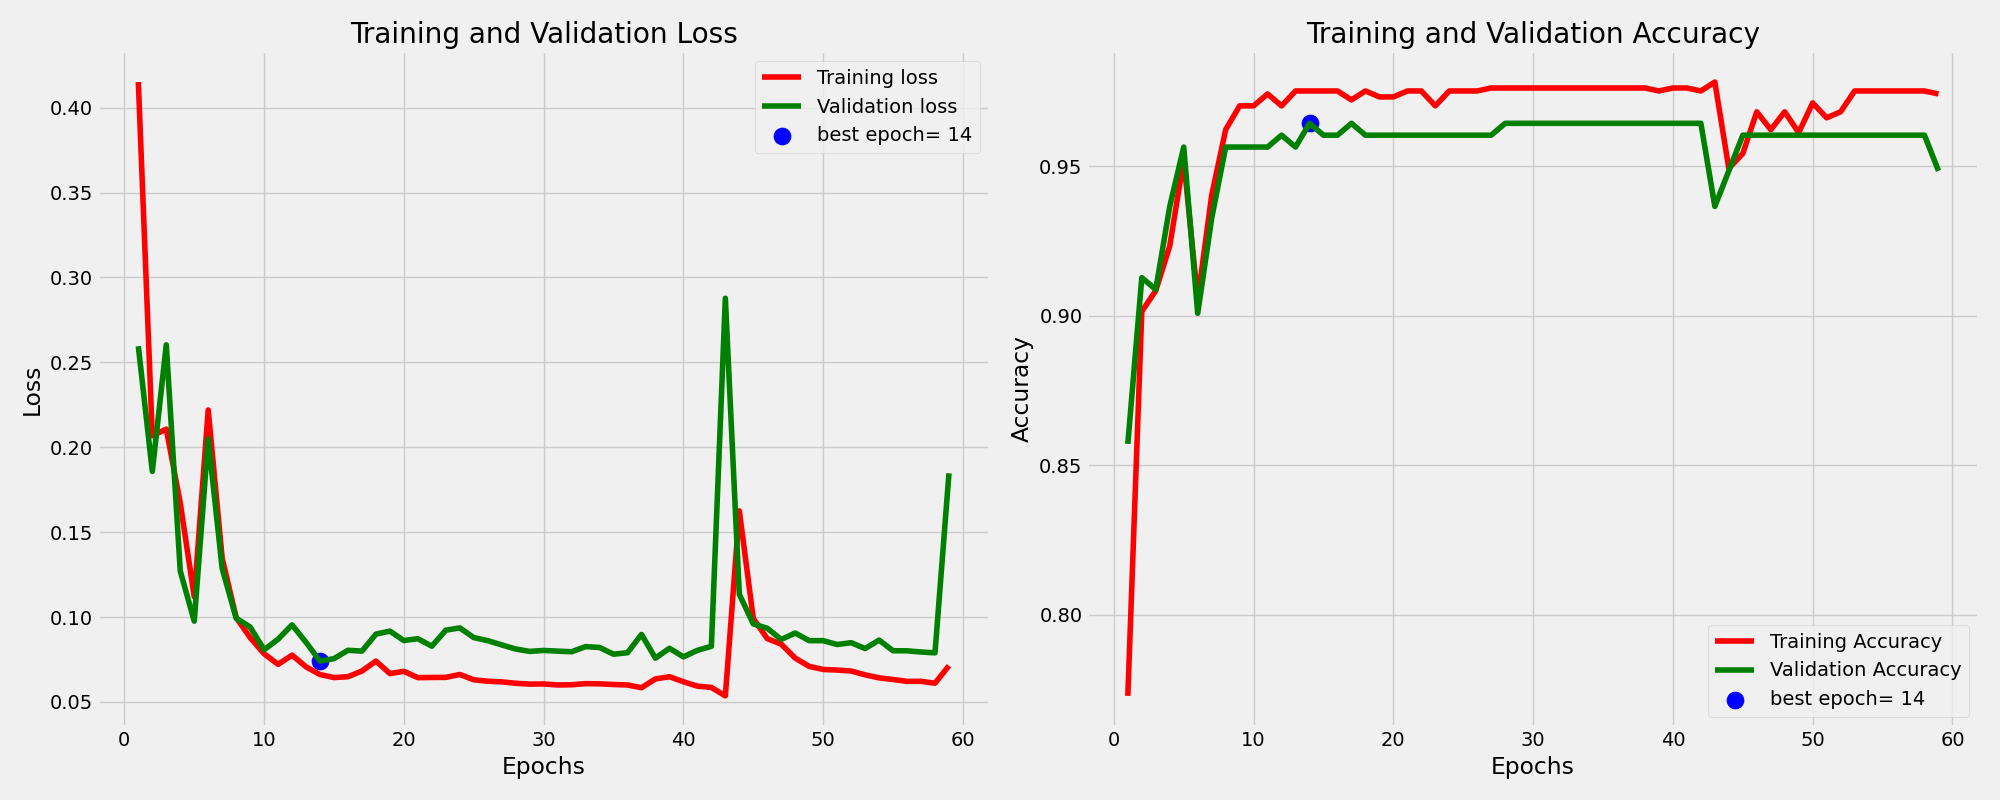 Training and Validation Loss
Training loss
Validation loss
best epoch= 14
0.40
0.35
0.30
0.25
0.20
0.15
0.10
0.05
Loss
0
10
20
30
40
50
60
Epochs
Training and Validation Accuracy
0.95
0.90
0.85
0.80
Accuracy
Training Accuracy
Validation Accuracy
best epoch= 14
0
10
20
30
40
50
60
Epochs